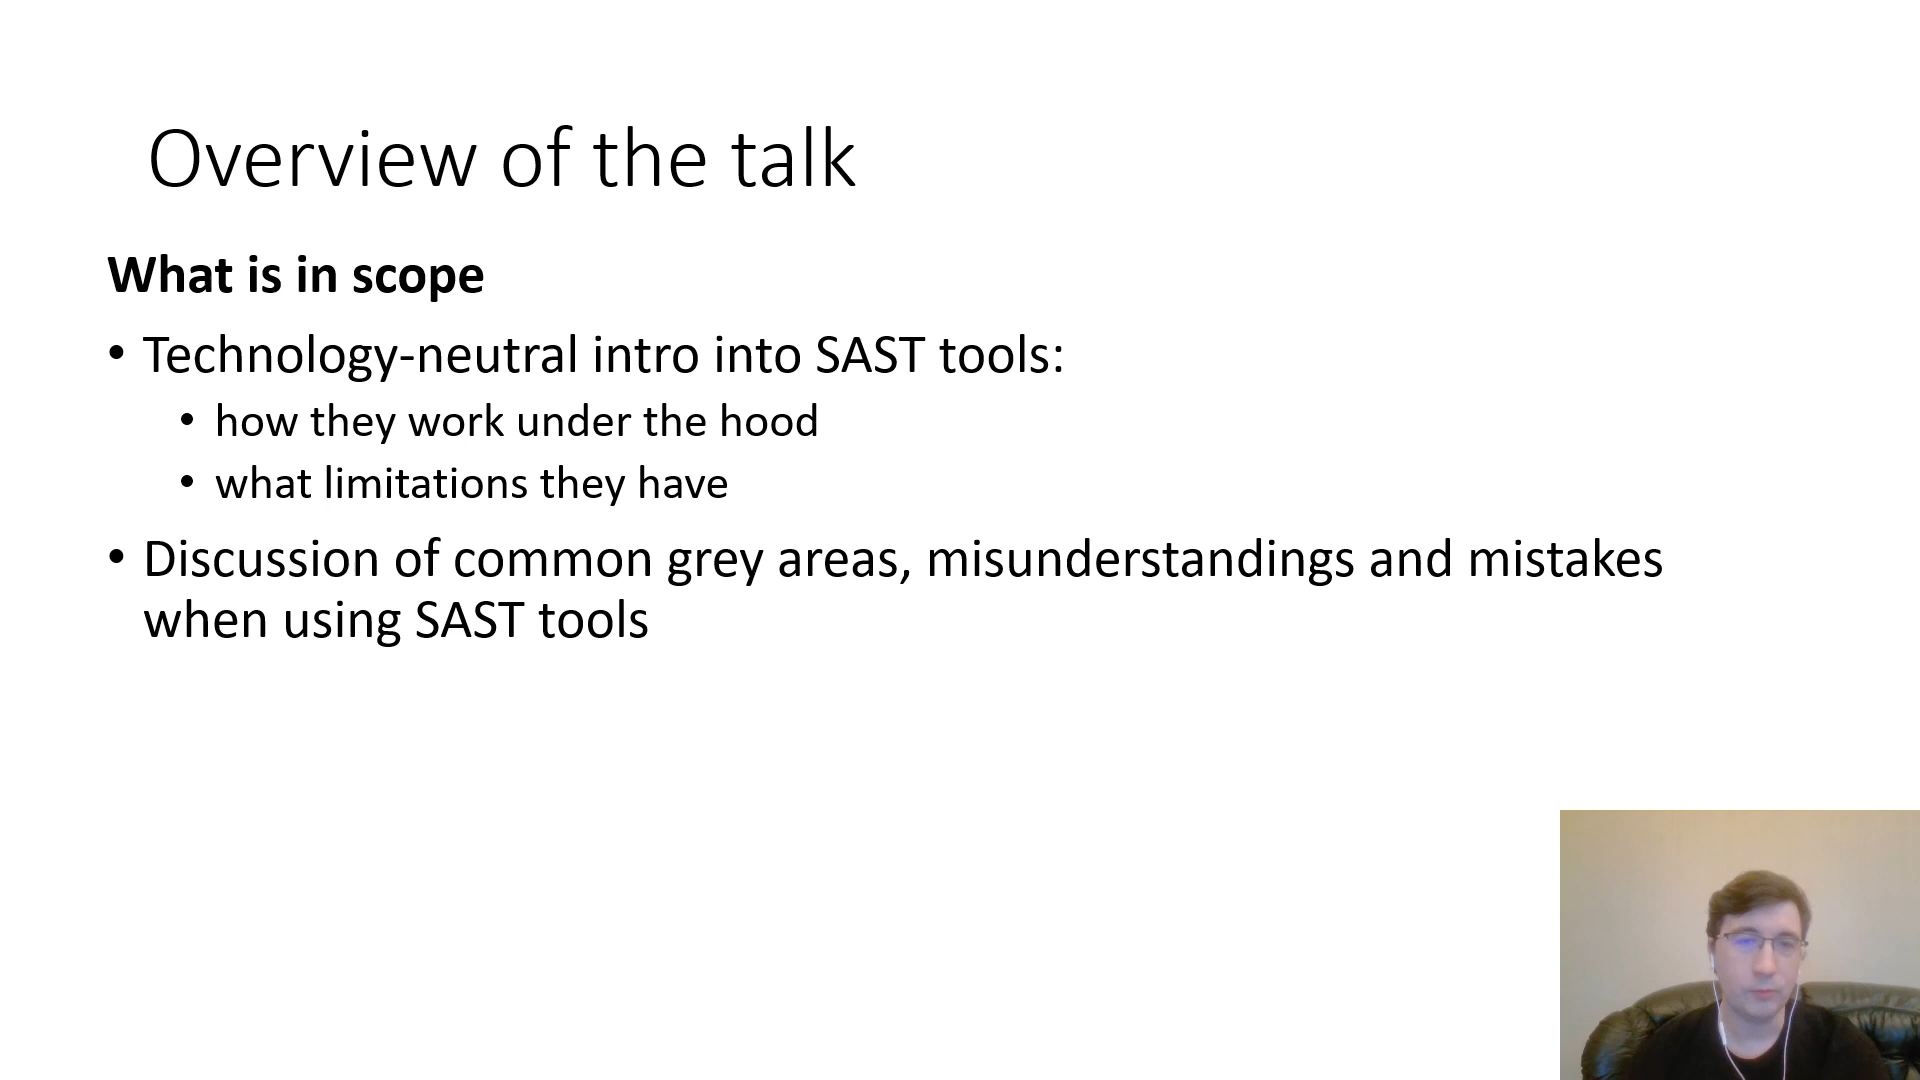 Overview of the talk
What is in scope
• Technology-neutral intro into SAST tools:
• how they work under the hood
• what limitations they have
• Discussion of common grey areas, misunderstandings and mistakes
when using SAST tools